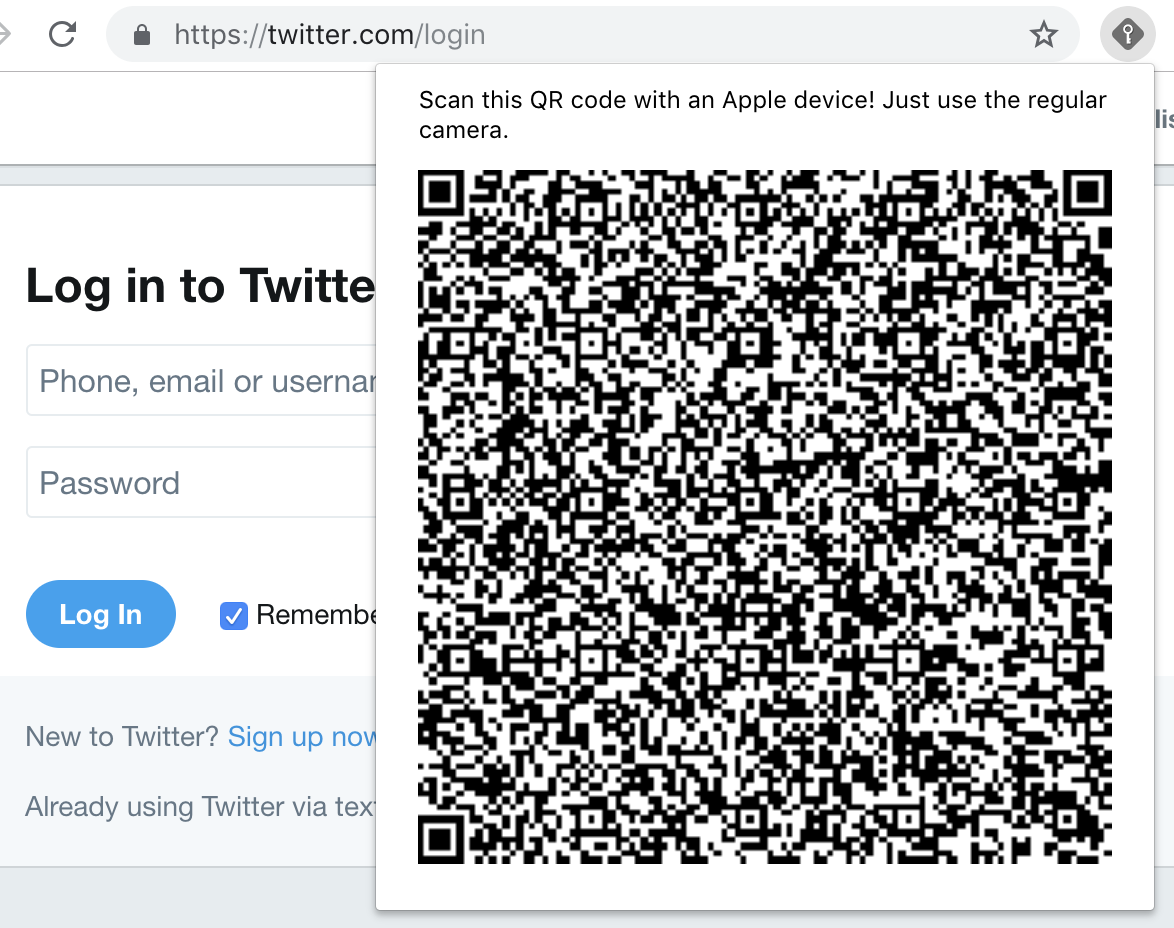 https://twitter.com/login
Scan this QR code with an Apple device! Just use the regular
camera.
Log in to Twitte
Phone, email or userna
Password
Log In
Remembe
New to Twitter? Sign up now
Already using Twitter via text